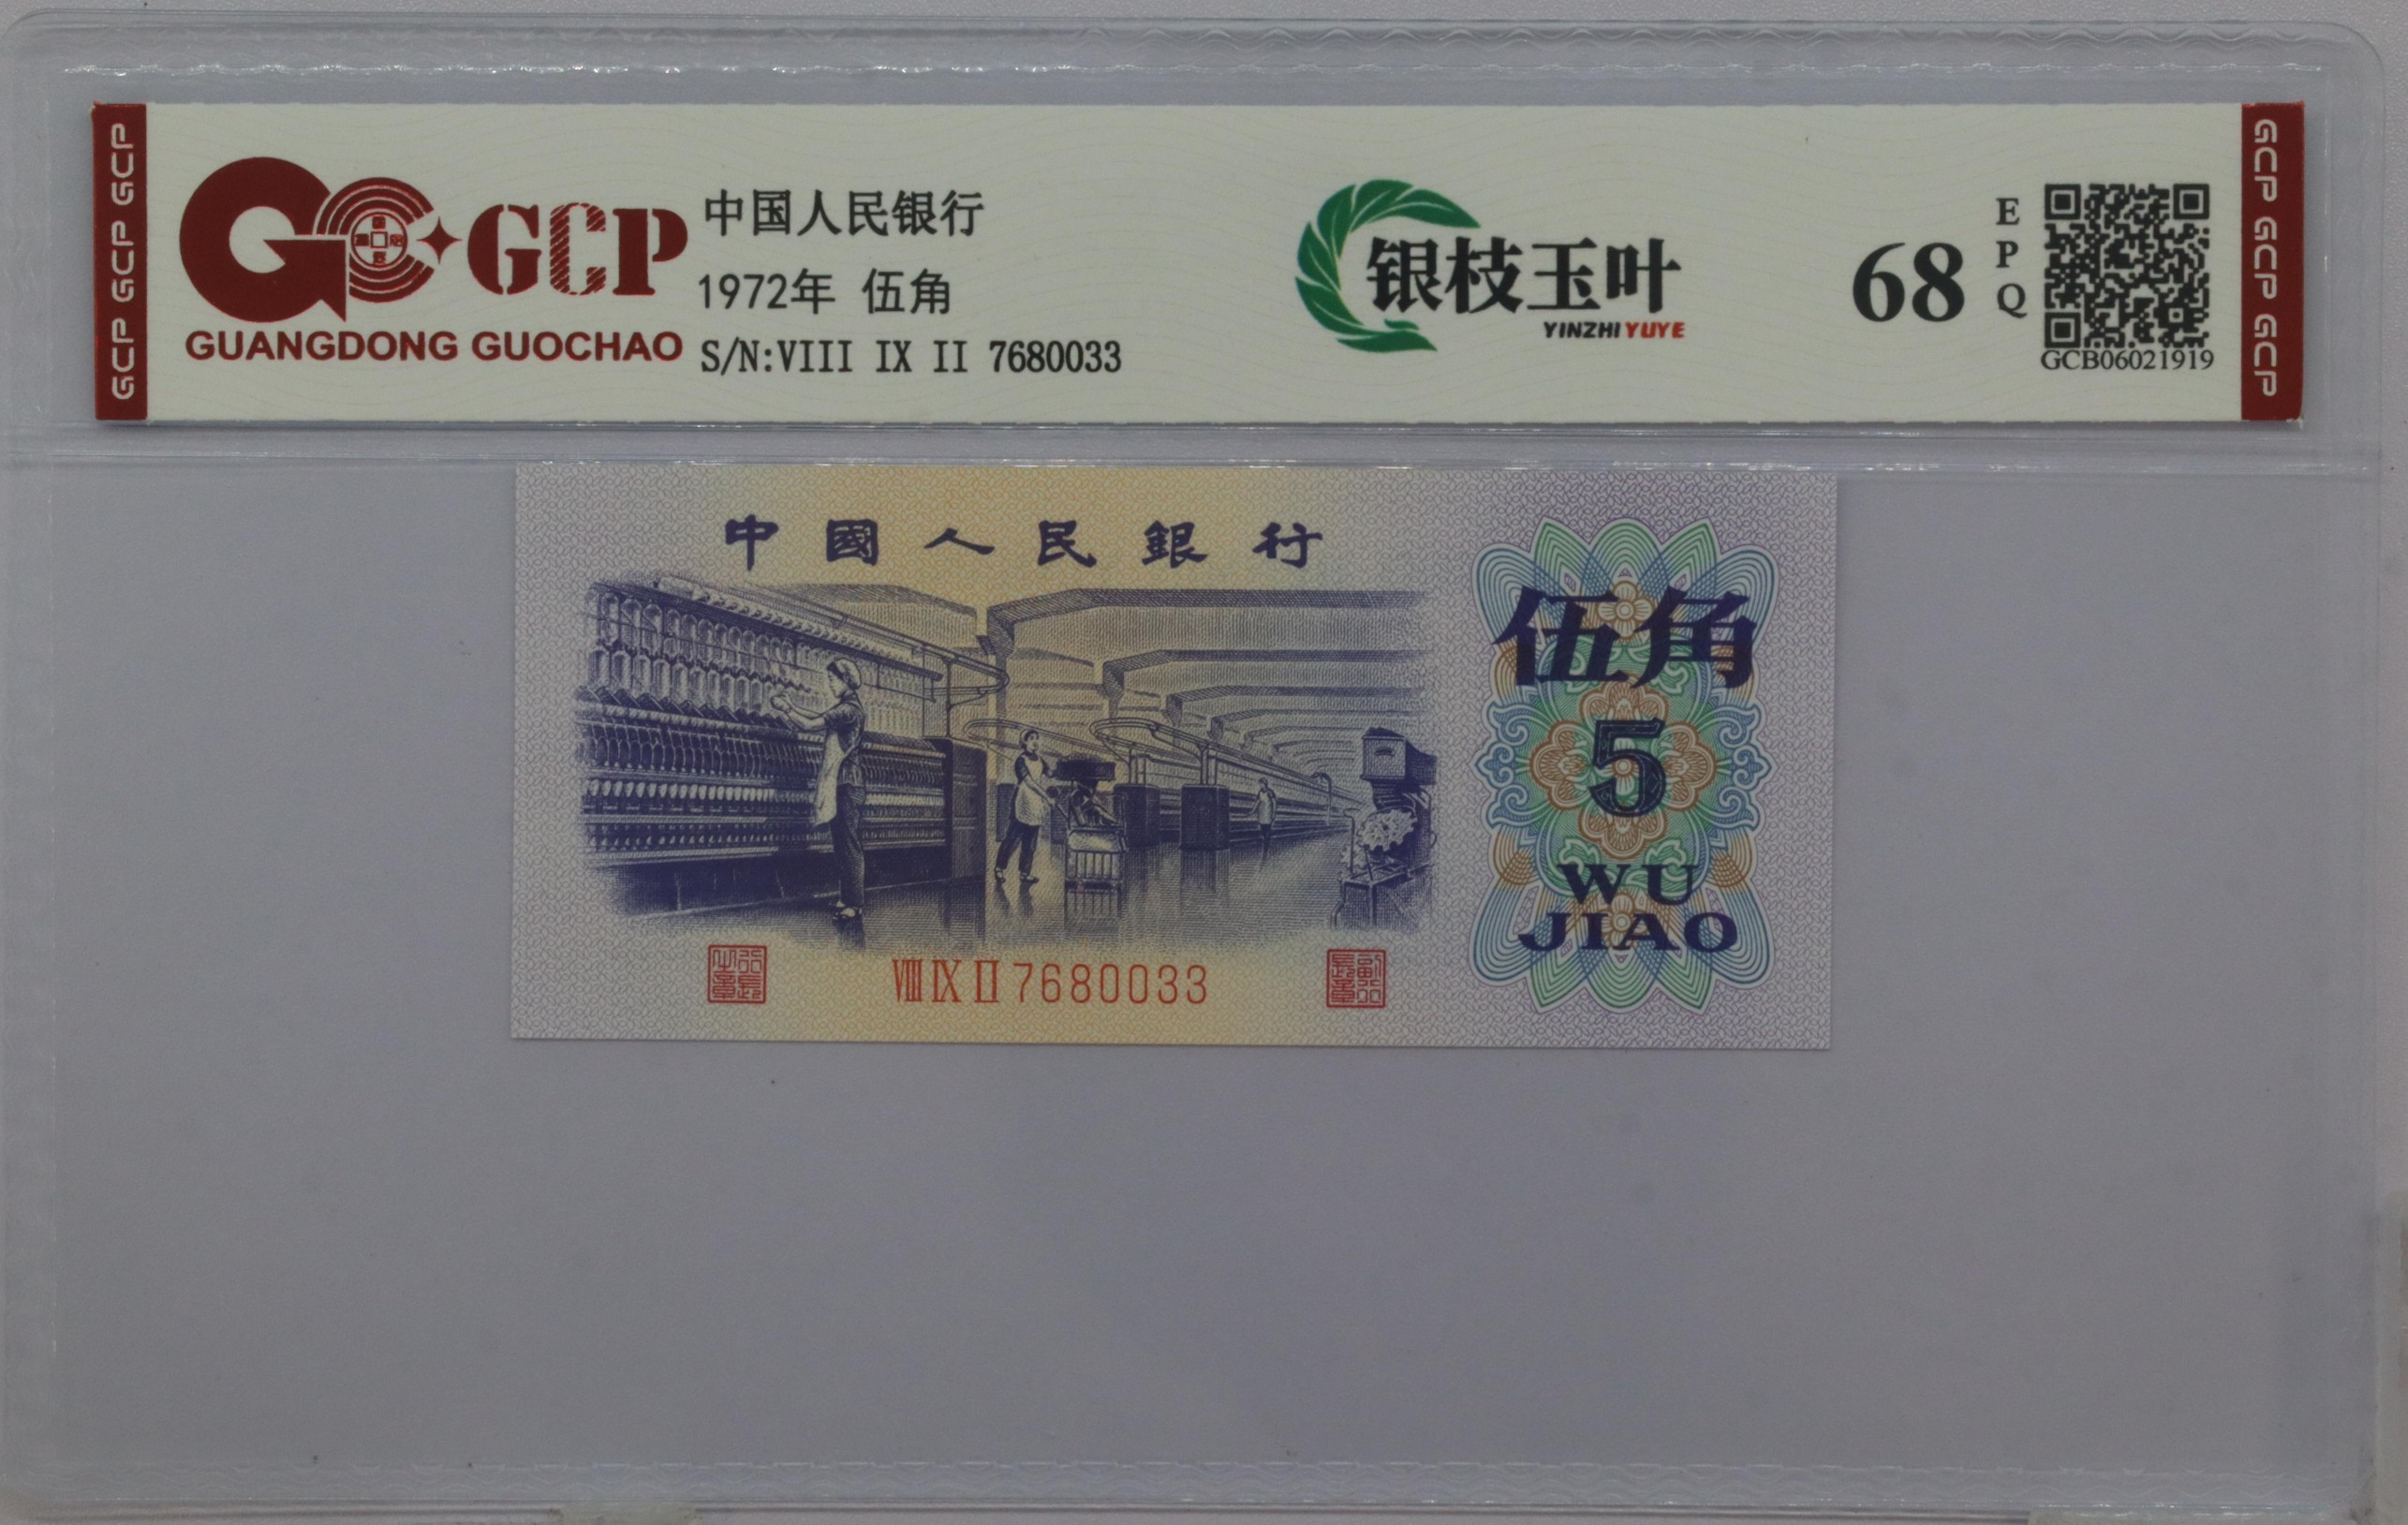 GCP GCP GCP
GCP
GUANGDONG GUOCHAO
中国人民银行
1972年 伍角
S/N:VIII IX II 7680033
银枝玉叶
YINZHI YUYE
68
EPQ
GCB06021919
GCP GCP GCP
中國人民銀行
伍角
5
WU
JIAO
VIII IX II 7680033